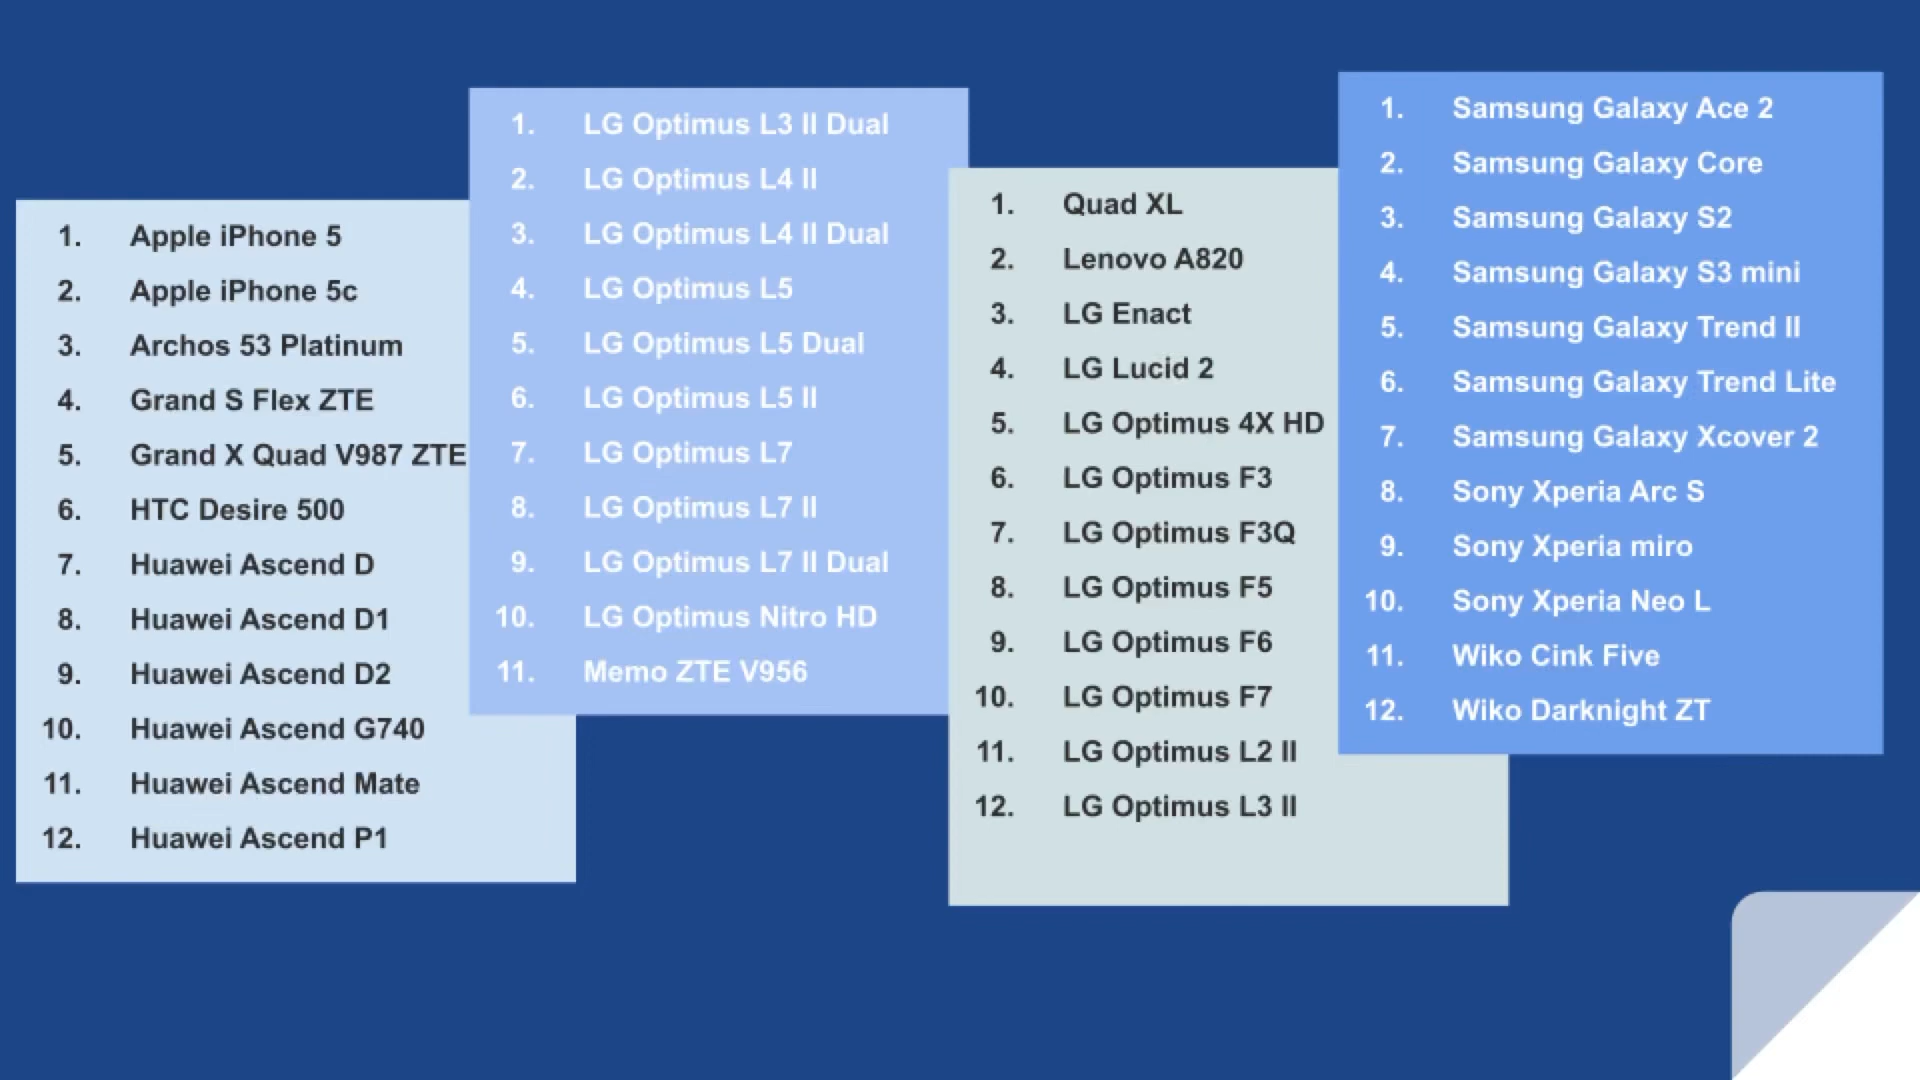 1. Apple iPhone 5
2. Apple iPhone 5c
3. Archos 53 Platinum
4. Grand S Flex ZTE
5. Grand X Quad V987 ZTE
6. HTC Desire 500
7. Huawei Ascend D
8. Huawei Ascend D1
9. Huawei Ascend D2
10. Huawei Ascend G740
11. Huawei Ascend Mate
12. Huawei Ascend P1
1. LG Optimus L3 II Dual
2. LG Optimus L4 II
3. LG Optimus L4 II Dual
4. LG Optimus L5
5. LG Optimus L5 Dual
6. LG Optimus L5 II
7. LG Optimus L7
8. LG Optimus L7 II
9. LG Optimus L7 II Dual
10. LG Optimus Nitro HD
11. Memo ZTE V956
1. Quad XL
2. Lenovo A820
3. LG Enact
4. LG Lucid 2
5. LG Optimus 4X HD
6. LG Optimus F3
7. LG Optimus F3Q
8. LG Optimus F5
9. LG Optimus F6
10. LG Optimus F7
11. LG Optimus L2 II
12. LG Optimus L3 II
1. Samsung Galaxy Ace 2
2. Samsung Galaxy Core
3. Samsung Galaxy S2
4. Samsung Galaxy S3 mini
5. Samsung Galaxy Trend II
6. Samsung Galaxy Trend Lite
7. Samsung Galaxy Xcover 2
8. Sony Xperia Arc S
9. Sony Xperia miro
10. Sony Xperia Neo L
11. Wiko Cink Five
12. Wiko Darknight ZT